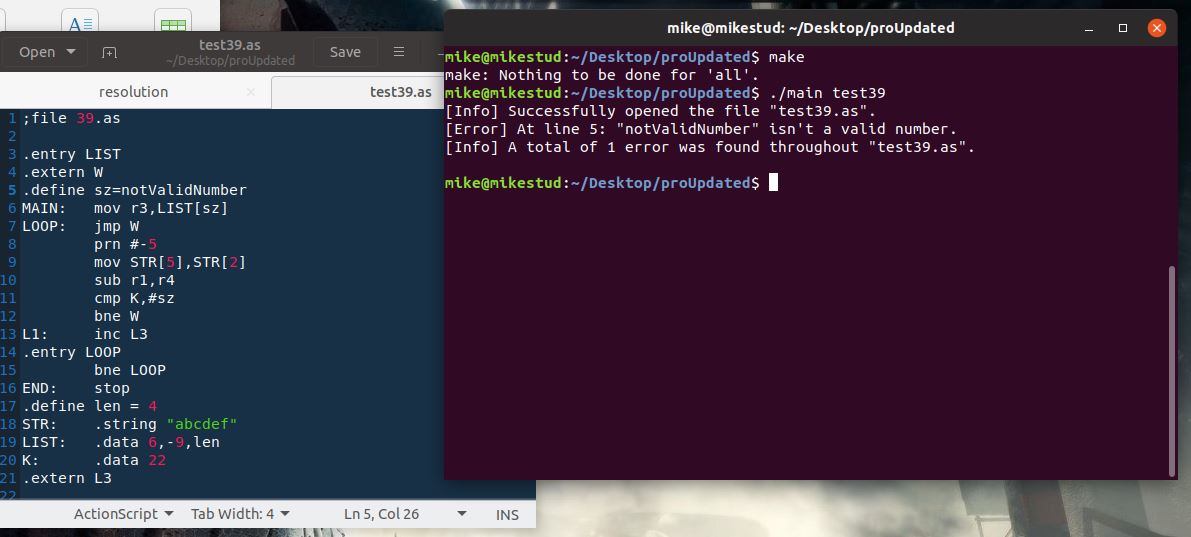 Open
test39.as
~/Desktop/proUpdated
Save
resolution
test39.as
1 ;file 39.as
2
3 .entry LIST
4 .extern W
5 .define sz=notValidNumber
6 MAIN: mov r3,LIST[sz]
7 LOOP: jmp W
8 prn #-5
9 mov STR[5],STR[2]
10 sub r1,r4
11 cmp K,#sz
12 bne W
13 L1: inc L3
14 .entry LOOP
15 bne LOOP
16 END: stop
17 .define len = 4
18 STR: .string "abcdef"
19 LIST: .data 6,-9,len
20 K: .data 22
21 .extern L3
22
ActionScript Tab Width: 4 Ln 5, Col 26 INS
mike@mikestud: ~/Desktop/proUpdated
mike@mikestud:~/Desktop/proUpdated$ make
make: Nothing to be done for 'all'.
mike@mikestud:~/Desktop/proUpdated$ ./main test39
[Info] Successfully opened the file "test39.as".
[Error] At line 5: "notValidNumber" isn't a valid number.
[Info] A total of 1 error was found throughout "test39.as".
mike@mikestud:~/Desktop/proUpdated$